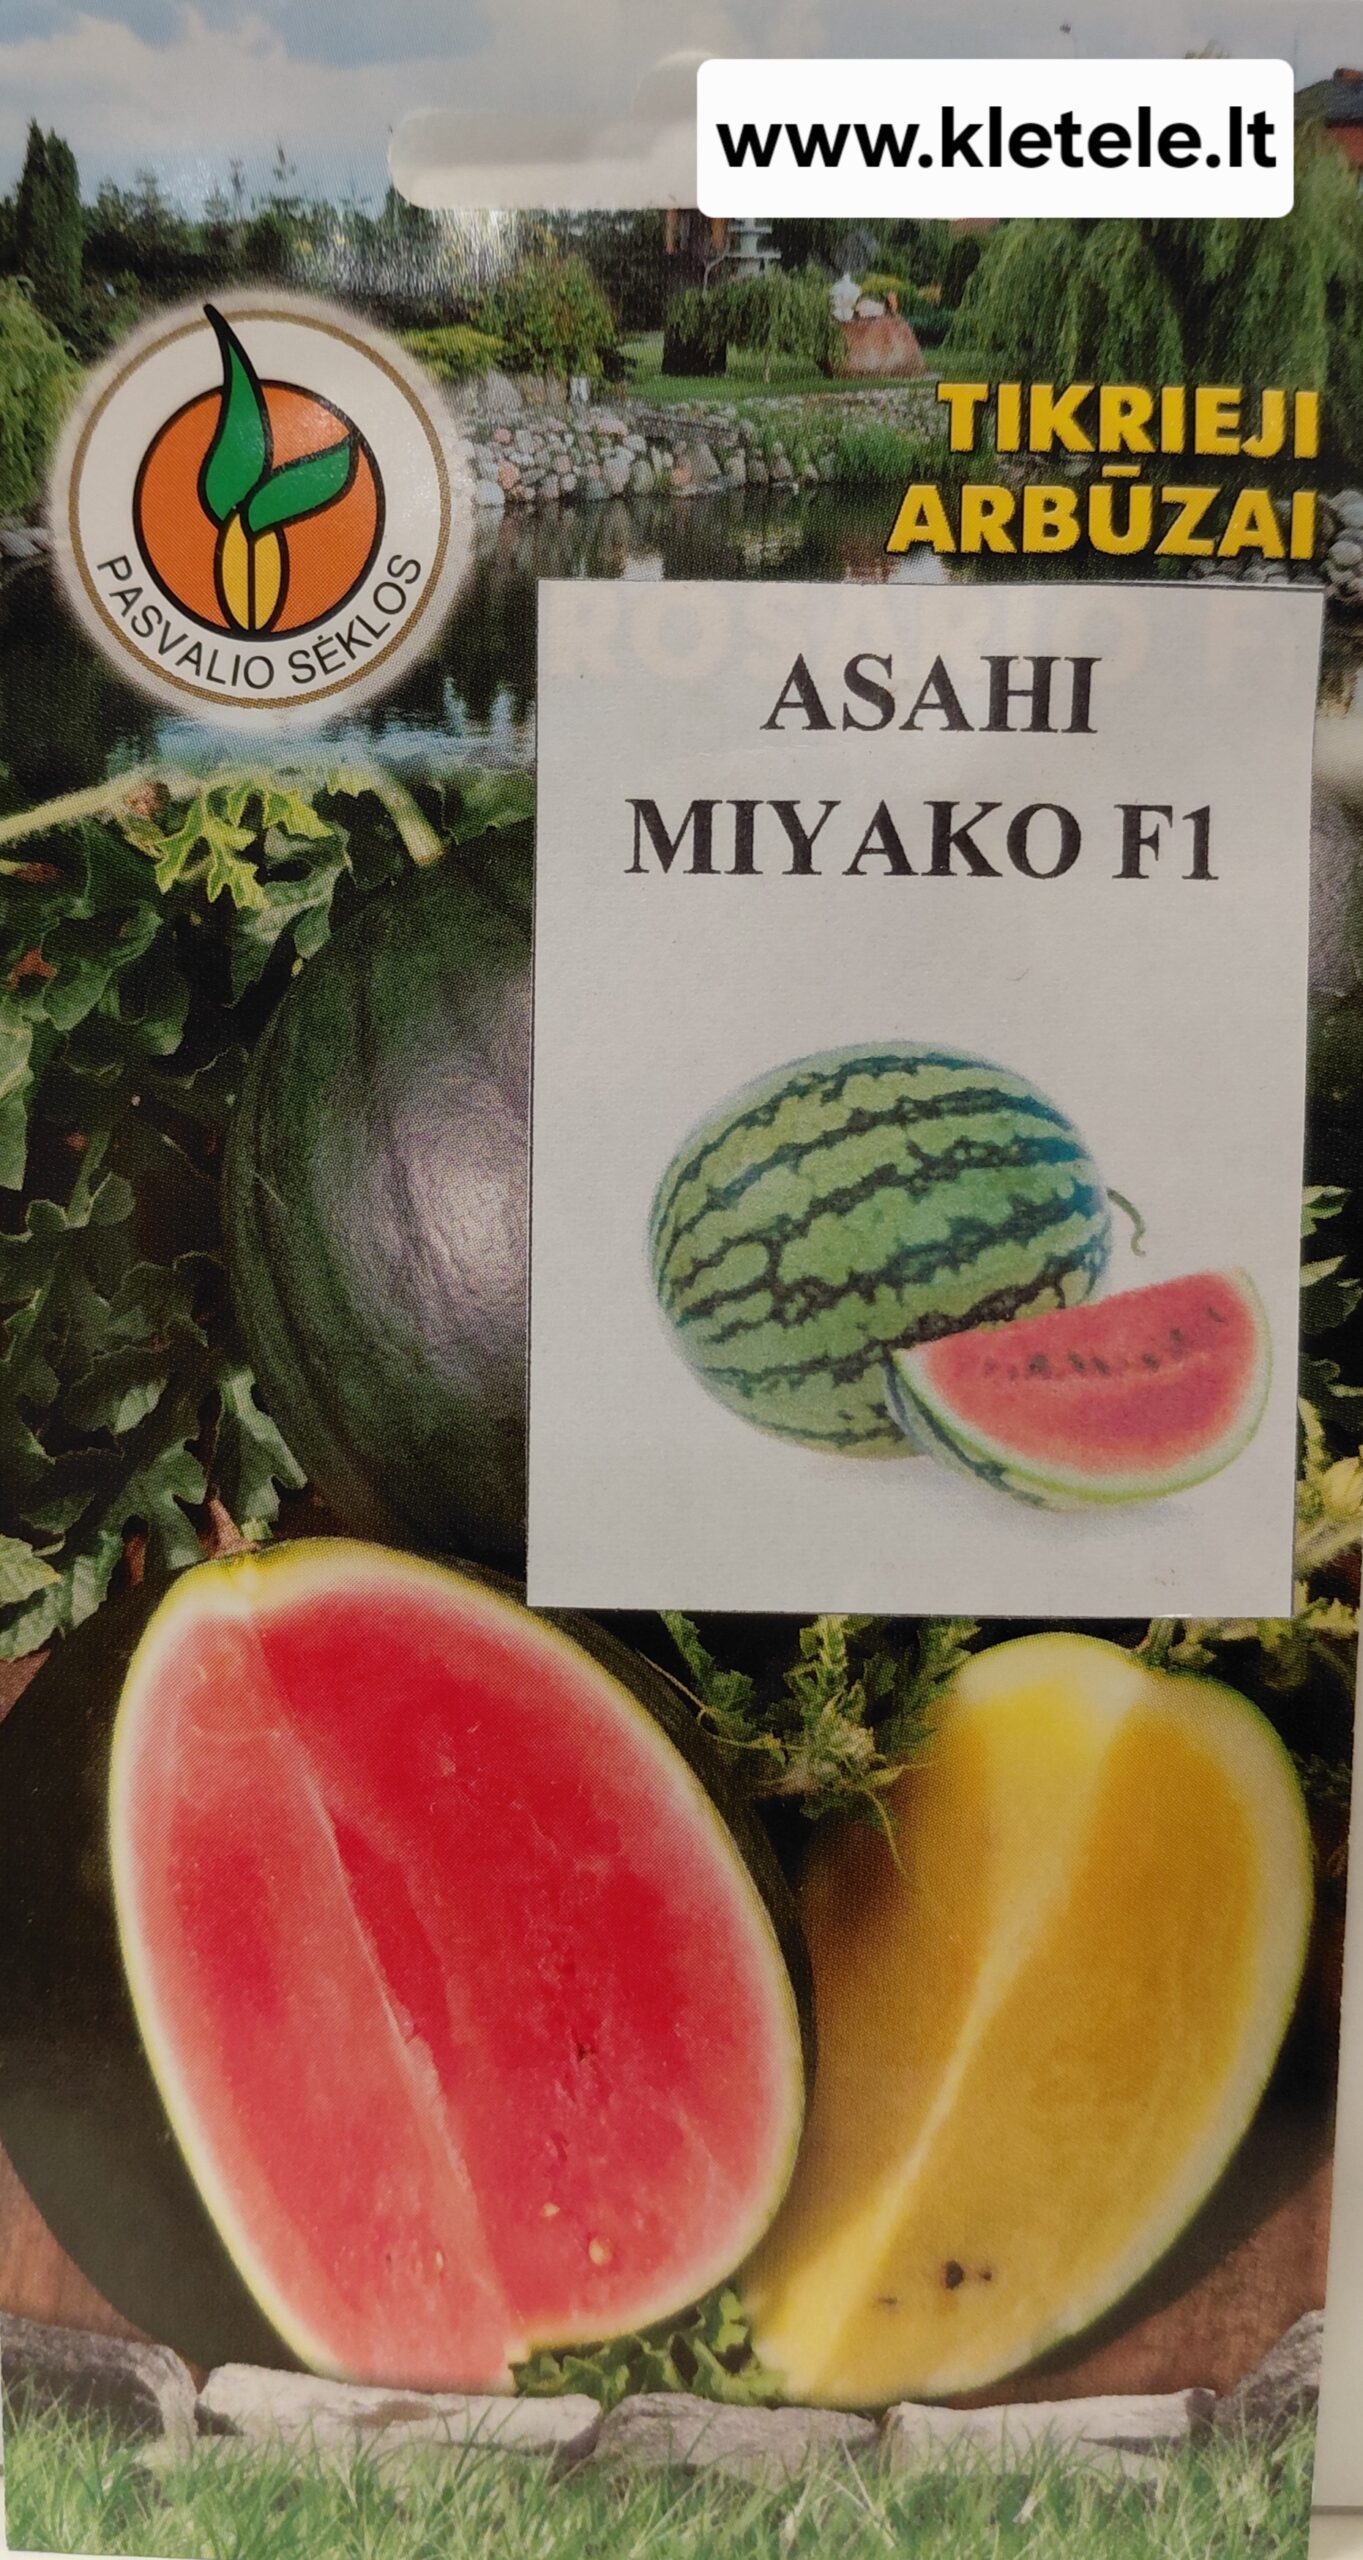 www.kletele.lt
TIKRIEJI
ARBŪZAI
PASVALIO SĖKLOS
ASAHI
MIYAKO F1